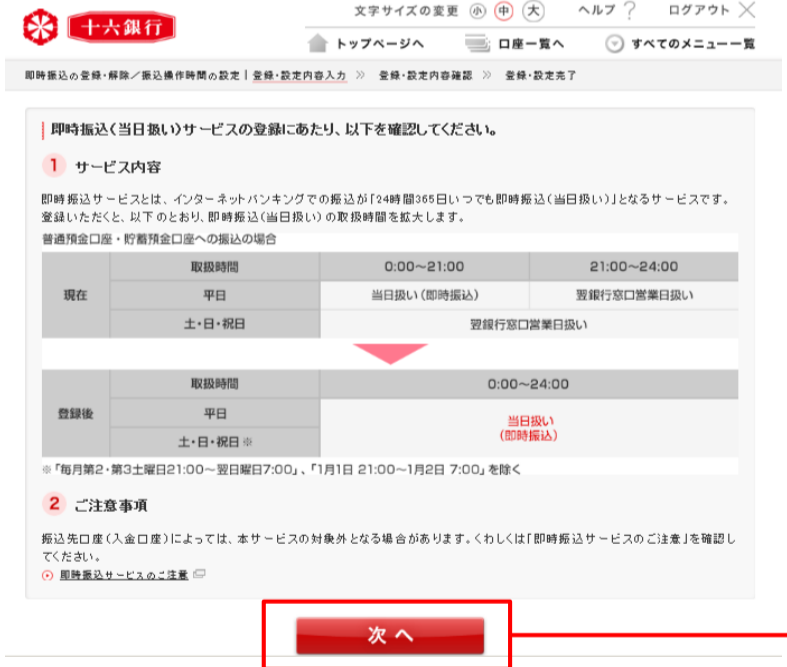 文字サイズの変更 小 中 大 ヘルプ ? ログアウト
十六銀行
トップページへ 口座一覧へ すべてのメニュー一覧
即時振込の登録・解除／振込操作時間の設定 | 登録・設定内容入力 》 登録・設定内容確認 》 登録・設定完了
即時振込(当日扱い)サービスの登録にあたり、以下を確認してください。
1 サービス内容
即時振込サービスとは、インターネットバンキングでの振込が「24時間365日いつでも即時振込(当日扱い)」となるサービスです。
登録いただくと、以下のとおり、即時振込(当日扱い)の取扱時間を拡大します。
普通預金口座・貯蓄預金口座への振込の場合
現在 取扱時間 0:00～21:00 21:00～24:00
平日 当日扱い(即時振込) 翌銀行窓口営業日扱い
土・日・祝日 翌銀行窓口営業日扱い
登録後 取扱時間 0:00～24:00
平日 当日扱い
土・日・祝日※ (即時振込)
※「毎月第2・第3土曜日21:00～翌日曜日7:00」、「1月1日 21:00～1月2日 7:00」を除く
2 ご注意事項
振込先口座(入金口座)によっては、本サービスの対象外となる場合があります。くわしくは「即時振込サービスのご注意」を確認し
てください。
即時振込サービスのご注意
次へ